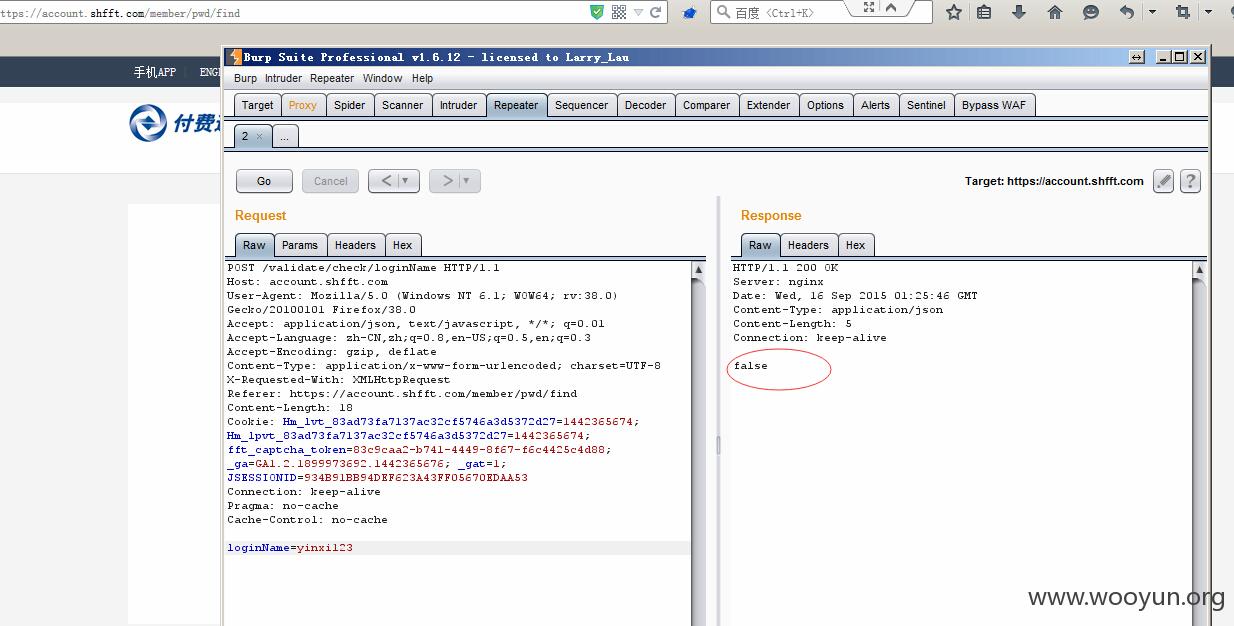 ttps://account.shfft.com/member/pwd/find
百度 <Ctrl+K>
手机APP
Burp Suite Professional v1.6.12 - licensed to Larry_Lau
Burp Intruder Repeater Window Help
Target Proxy Spider Scanner Intruder Repeater Sequencer Decoder Comparer Extender Options Alerts Sentinel Bypass WAF
2 × ...
Go Cancel < >
Target: https://account.shfft.com
?
Request
Raw Params Headers Hex
POST /validate/check/loginName HTTP/1.1
Host: account.shfft.com
User-Agent: Mozilla/5.0 (Windows NT 6.1; WOW64; rv:38.0)
Gecko/20100101 Firefox/38.0
Accept: application/json, text/javascript, */*; q=0.01
Accept-Language: zh-CN,zh;q=0.8,en-US;q=0.5,en;q=0.3
Accept-Encoding: gzip, deflate
Content-Type: application/x-www-form-urlencoded; charset=UTF-8
X-Requested-With: XMLHttpRequest
Referer: https://account.shfft.com/member/pwd/find
Content-Length: 18
Cookie: Hm_lvt_83ad73fa7137ac32cf5746a3d5372d27=1442365674;
Hm_lpvt_83ad73fa7137ac32cf5746a3d5372d27=1442365674;
fft_captcha_token=83c9caa2-b741-4449-8f67-f6c4425c4d88;
_ga=GA1.2.1899973692.1442365676; _gat=1;
JSESSIONID=934B91BB94DEF623A43FF05670EDAA53
Connection: keep-alive
Pragma: no-cache
Cache-Control: no-cache
loginName=yinxi123
Response
Raw Headers Hex
HTTP/1.1 200 OK
Server: nginx
Date: Wed, 16 Sep 2015 01:25:46 GMT
Content-Type: application/json
Content-Length: 5
Connection: keep-alive
false
付费
www.wooyun.org